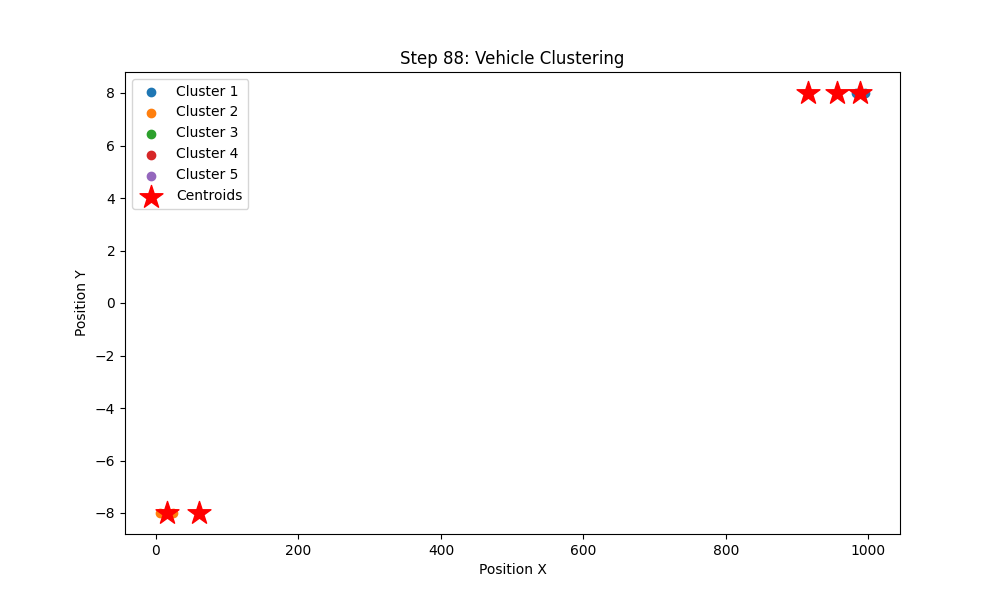 Step 88: Vehicle Clustering
Cluster 1
Cluster 2
Cluster 3
Cluster 4
Cluster 5
Centroids
8
6
4
2
0
−2
−4
−6
−8
Position Y
0 200 400 600 800 1000
Position X